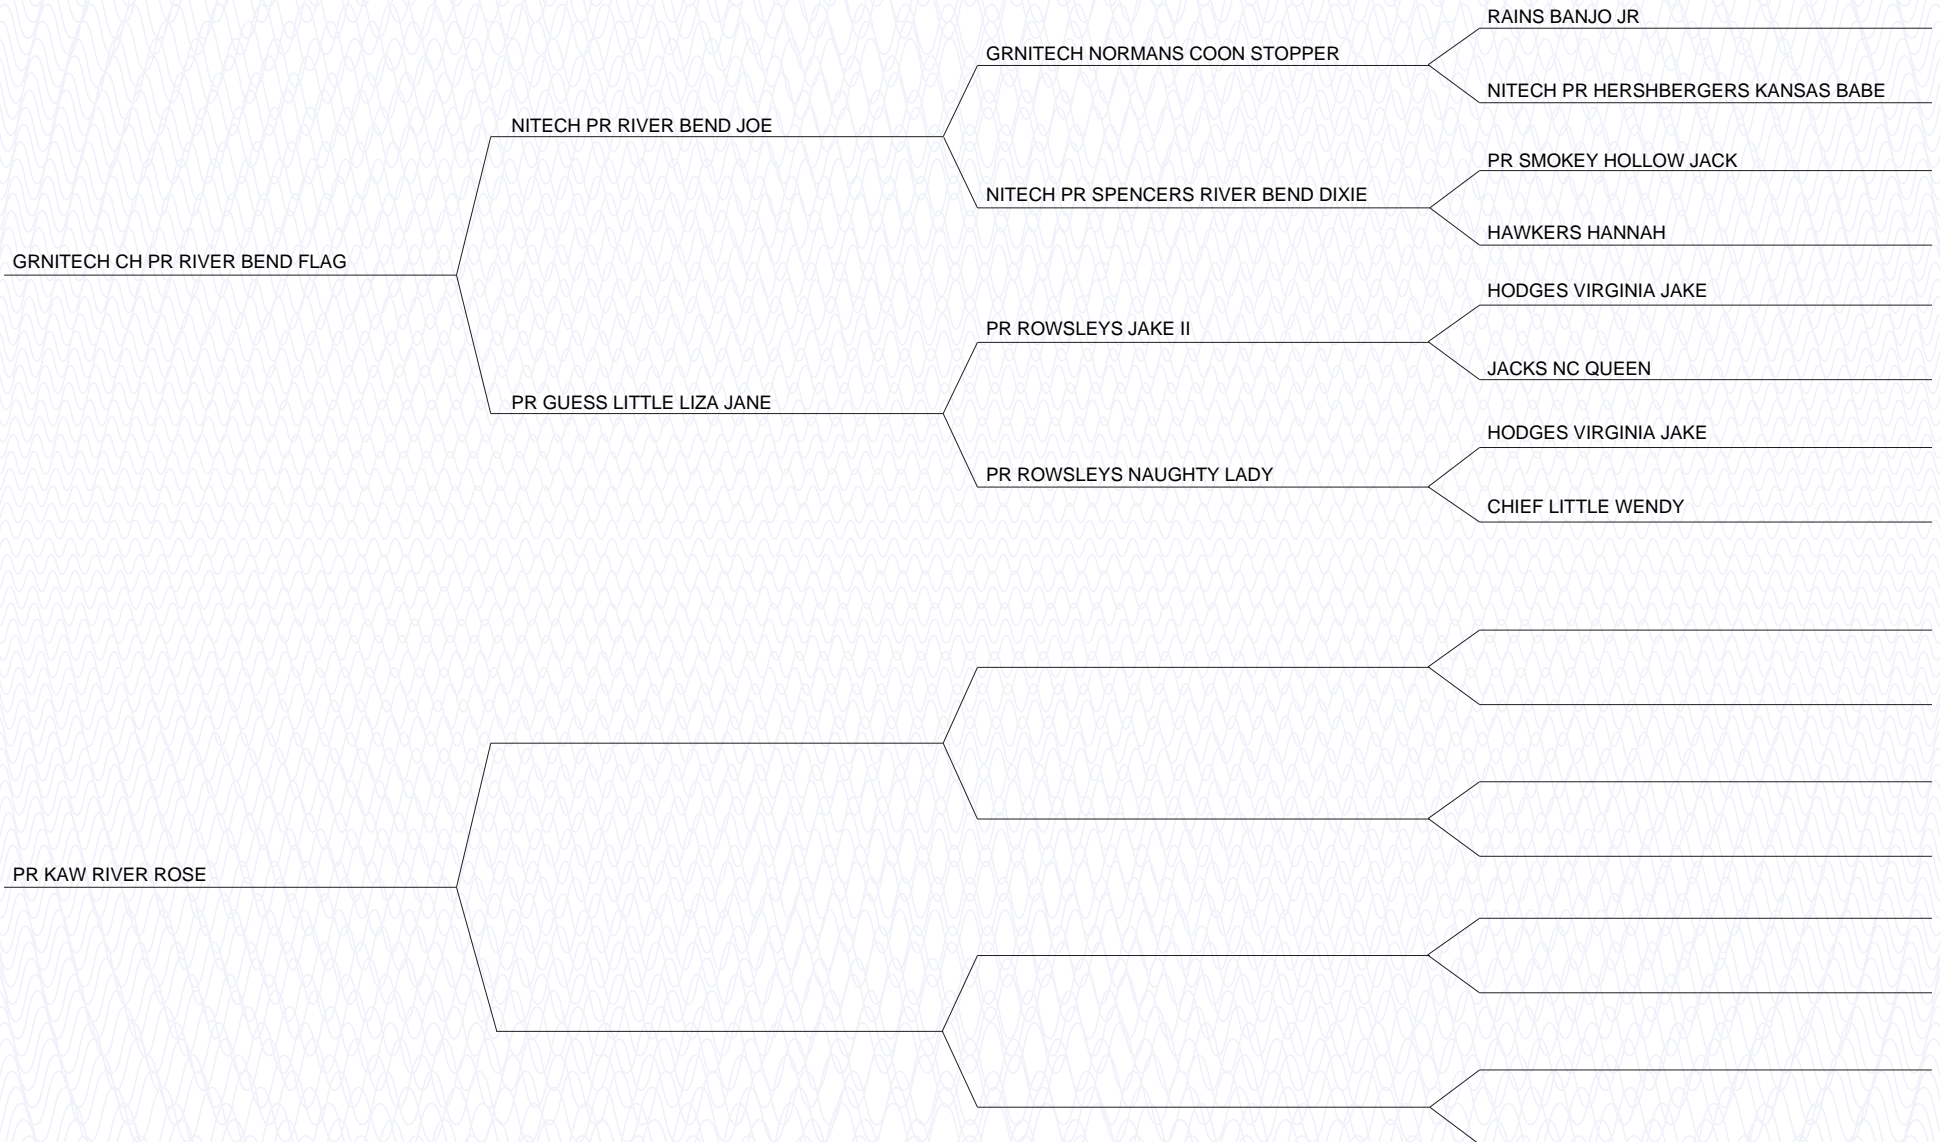 RAINS BANJO JR
GRNITECH NORMANS COON STOPPER
NITECH PR HERSHBERGERS KANSAS BABE
NITECH PR RIVER BEND JOE
PR SMOKEY HOLLOW JACK
NITECH PR SPENCERS RIVER BEND DIXIE
HAWKERS HANNAH
GRNITECH CH PR RIVER BEND FLAG
HODGES VIRGINIA JAKE
PR ROWSLEYS JAKE II
JACKS NC QUEEN
PR GUESS LITTLE LIZA JANE
HODGES VIRGINIA JAKE
PR ROWSLEYS NAUGHTY LADY
CHIEF LITTLE WENDY
PR KAW RIVER ROSE